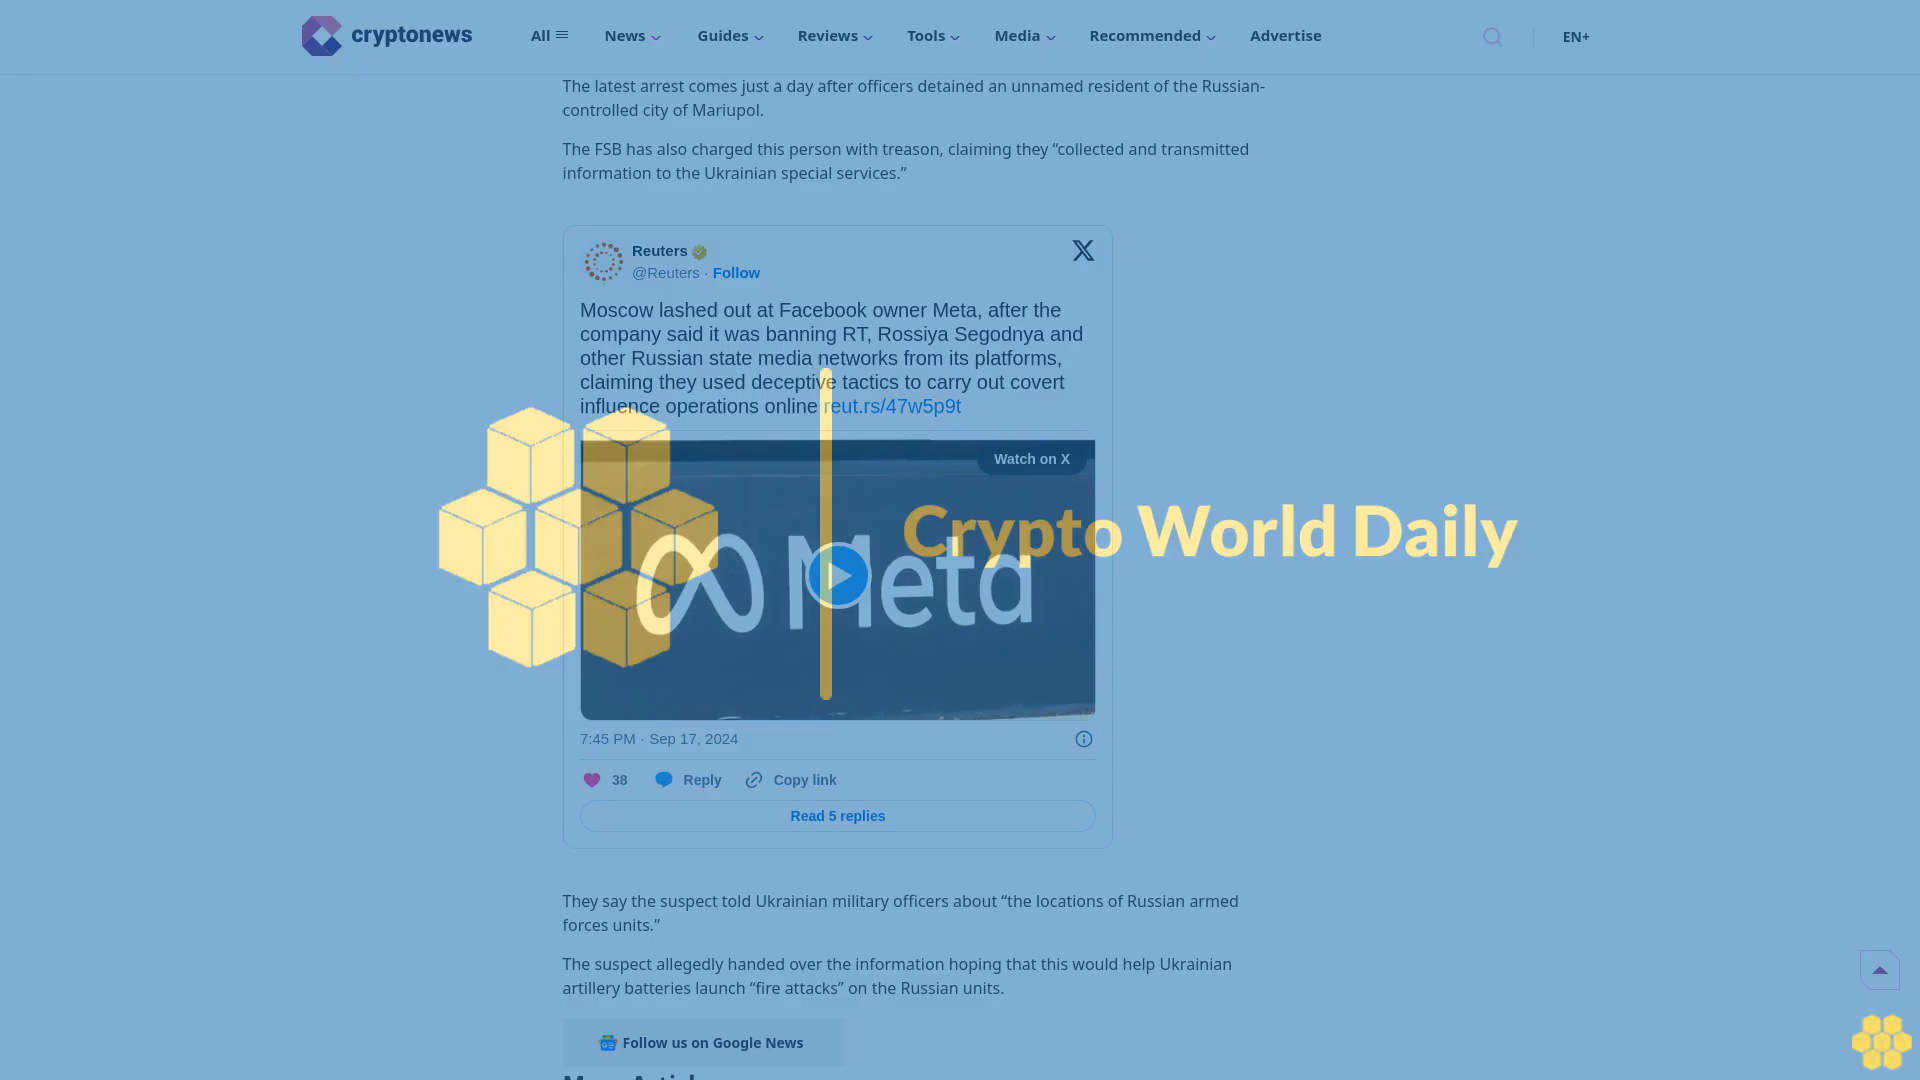 cryptonews
All
News
Guides
Reviews
Tools
Media
Recommended
Advertise
EN+
The latest arrest comes just a day after officers detained an unnamed resident of the Russian-
controlled city of Mariupol.
The FSB has also charged this person with treason, claiming they “collected and transmitted
information to the Ukrainian special services.”
Reuters
@Reuters · Follow
Moscow lashed out at Facebook owner Meta, after the
company said it was banning RT, Rossiya Segodnya and
other Russian state media networks from its platforms,
claiming they used deceptive tactics to carry out covert
influence operations online reut.rs/47w5p9t
Watch on X
Crypto World Daily
Meta
7:45 PM · Sep 17, 2024
38
Reply
Copy link
Read 5 replies
They say the suspect told Ukrainian military officers about “the locations of Russian armed
forces units.”
The suspect allegedly handed over the information hoping that this would help Ukrainian
artillery batteries launch “fire attacks” on the Russian units.
Follow us on Google News